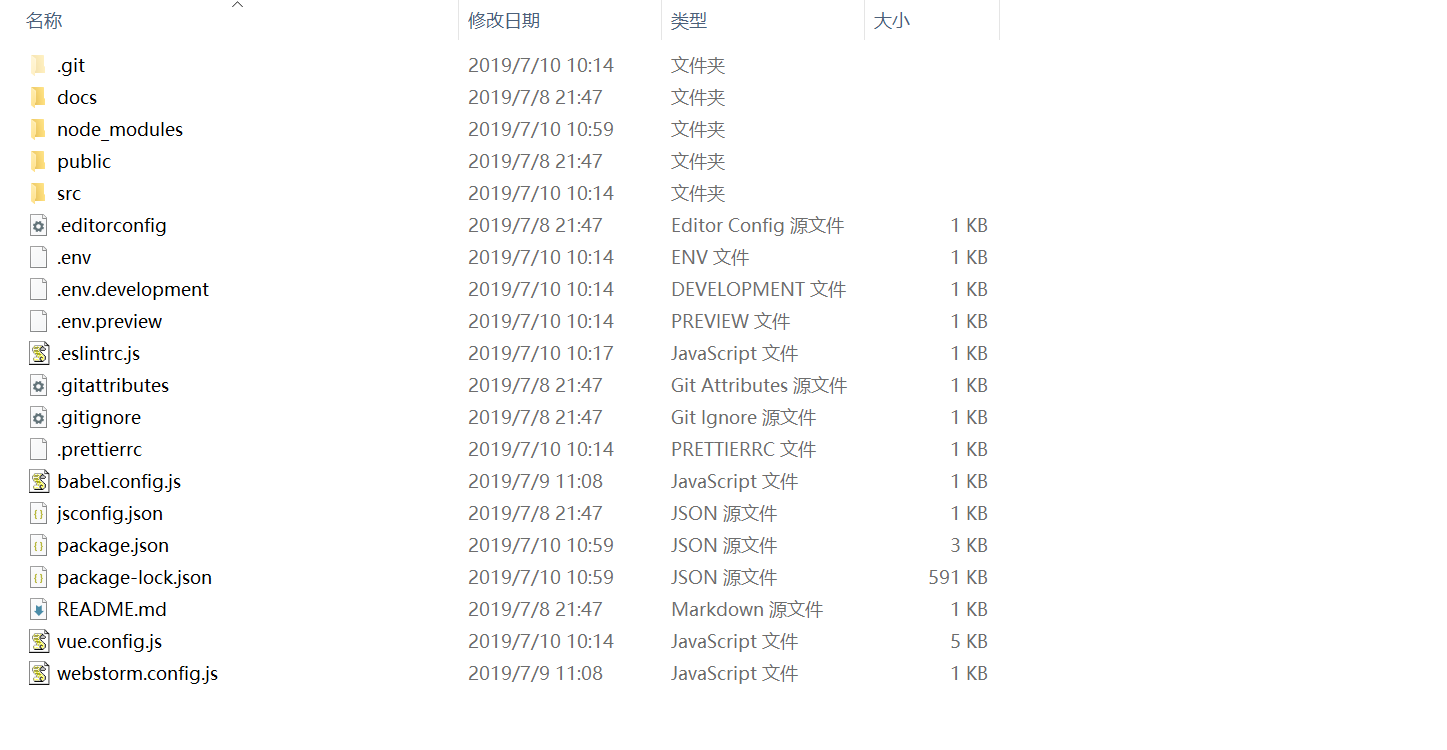 名称 修改日期 类型 大小
.git 2019/7/10 10:14 文件夹
docs 2019/7/8 21:47 文件夹
node_modules 2019/7/10 10:59 文件夹
public 2019/7/8 21:47 文件夹
src 2019/7/10 10:14 文件夹
.editorconfig 2019/7/8 21:47 Editor Config 源文件 1 KB
.env 2019/7/10 10:14 ENV 文件 1 KB
.env.development 2019/7/10 10:14 DEVELOPMENT 文件 1 KB
.env.preview 2019/7/10 10:14 PREVIEW 文件 1 KB
.eslintrc.js 2019/7/10 10:17 JavaScript 文件 1 KB
.gitattributes 2019/7/8 21:47 Git Attributes 源文件 1 KB
.gitignore 2019/7/8 21:47 Git Ignore 源文件 1 KB
.prettierrc 2019/7/10 10:14 PRETTIERRC 文件 1 KB
babel.config.js 2019/7/9 11:08 JavaScript 文件 1 KB
jsconfig.json 2019/7/8 21:47 JSON 源文件 1 KB
package.json 2019/7/10 10:59 JSON 源文件 3 KB
package-lock.json 2019/7/10 10:59 JSON 源文件 591 KB
README.md 2019/7/8 21:47 Markdown 源文件 1 KB
vue.config.js 2019/7/10 10:14 JavaScript 文件 5 KB
webstorm.config.js 2019/7/9 11:08 JavaScript 文件 1 KB